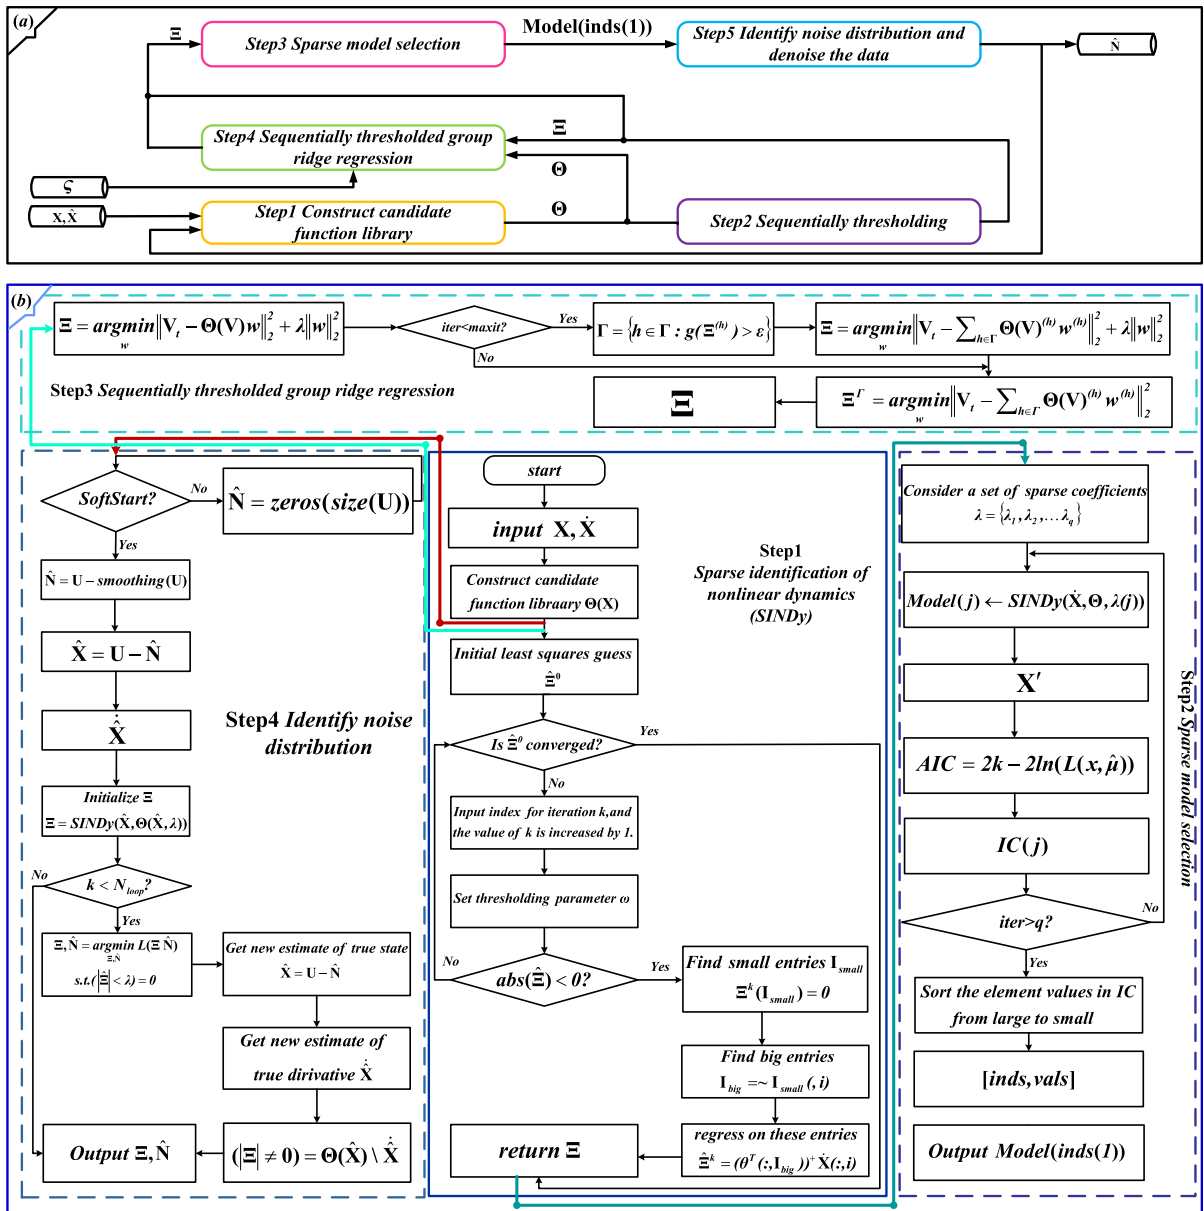 (a)
Ξ
Step3 Sparse model selection
Model(inds(1))
Step5 Identify noise distribution and
denoise the data
N̂
Step4 Sequentially thresholded group
ridge regression
Ξ
Θ
ς
X, X̂
Step1 Construct candidate
function library
Θ
Step2 Sequentially thresholding
(b)
Ξ = argmin_w ‖V_t − Θ(V)w‖₂² + λ‖w‖₂²
iter<maxit?
Yes
No
Γ = {h ∈ Γ : g(Ξ^(h)) > ε}
Ξ = argmin_w ‖V_t − ∑_{h∈Γ} Θ(V)^(h) w^(h)‖₂² + λ‖w‖₂²
Step3 Sequentially thresholded group ridge regression
Ξ
Ξ^Γ = argmin_w ‖V_t − ∑_{h∈Γ} Θ(V)^(h) w^(h)‖₂²
SoftStart?
No
N̂ = zeros(size(U))
Yes
N̂ = U − smoothing(U)
X̂ = U − N̂
Ẋ̂
Step4 Identify noise
distribution
Initialize Ξ
Ξ = SINDy(Ẋ̂, Θ(X̂, λ))
No
k < N_loop?
Yes
Ξ, N̂ = argmin_{Ξ,N̂} L(Ξ N̂)
s.t.(|Ξ| < λ) = 0
Get new estimate of true state
X̂ = U − N̂
Get new estimate of
true dirivative Ẋ̂
(|Ξ| ≠ 0) = Θ(X̂) \ Ẋ̂
Output Ξ, N̂
start
input X, Ẋ
Construct candidate
function libraary Θ(X)
Step1
Sparse identification of
nonlinear dynamics
(SINDy)
Initial least squares guess
Ξ̂⁰
Is Ξ̂⁰ converged?
Yes
No
Input index for iteration k,and
the value of k is increased by 1.
Set thresholding parameter ω
No
abs(Ξ̂) < 0?
Yes
Find small entries I_small
Ξ^k(I_small) = 0
Find big entries
I_big =~ I_small(, i)
regress on these entries
Ξ̂^k = (θ^T(:,I_big))⁺ Ẋ(:,i)
return Ξ
Consider a set of sparse coefficients
λ = {λ₁, λ₂, … λ_q}
Model(j) ← SINDy(Ẋ, Θ, λ(j))
X′
AIC = 2k − 2ln(L(x, μ̂))
IC(j)
iter>q?
No
Yes
Sort the element values in IC
from large to small
[inds,vals]
Output Model(inds(1))
Step2 Sparse model selection